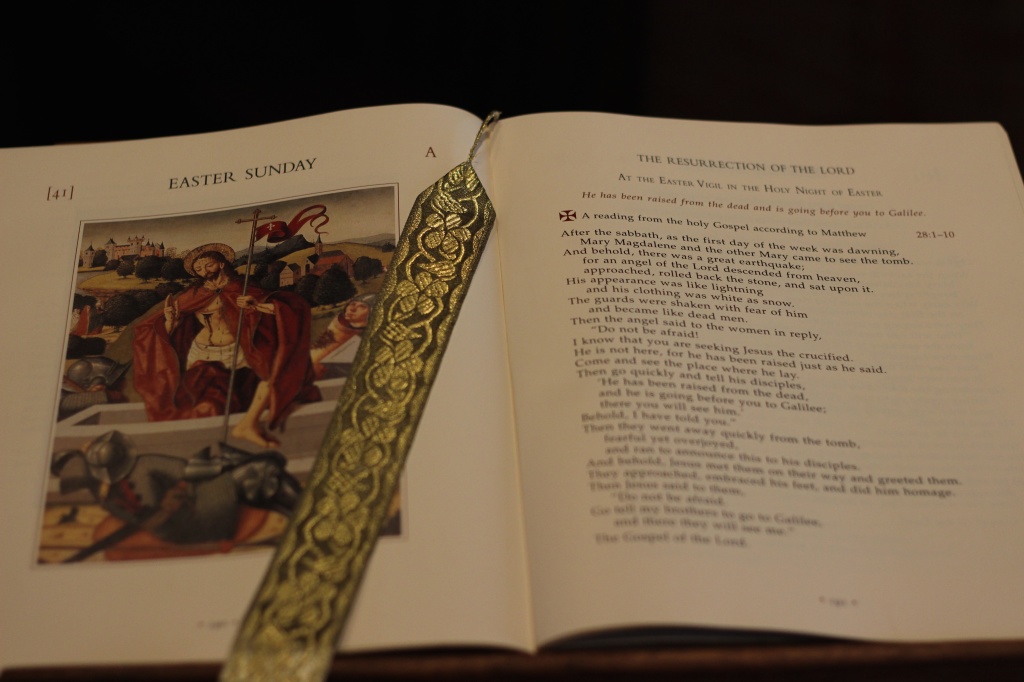 [41]
EASTER SUNDAY
A
THE RESURRECTION OF THE LORD
AT THE EASTER VIGIL IN THE HOLY NIGHT OF EASTER
He has been raised from the dead and is going before you to Galilee.
A reading from the holy Gospel according to Matthew 28:1–10
After the sabbath, as the first day of the week was dawning,
Mary Magdalene and the other Mary came to see the tomb.
And behold, there was a great earthquake;
for an angel of the Lord descended from heaven,
approached, rolled back the stone, and sat upon it.
His appearance was like lightning
and his clothing was white as snow.
The guards were shaken with fear of him
and became like dead men.
Then the angel said to the women in reply,
"Do not be afraid!
I know that you are seeking Jesus the crucified.
He is not here, for he has been raised just as he said.
Come and see the place where he lay.
Then go quickly and tell his disciples,
'He has been raised from the dead,
and he is going before you to Galilee;
there you will see him.'
Behold, I have told you."
Then they went away quickly from the tomb,
fearful yet overjoyed,
and ran to announce this to his disciples.
And behold, Jesus met them on their way and greeted them.
They approached, embraced his feet, and did him homage.
Then Jesus said to them,
"Do not be afraid.
Go tell my brothers to go to Galilee,
and there they will see me."
The Gospel of the Lord.